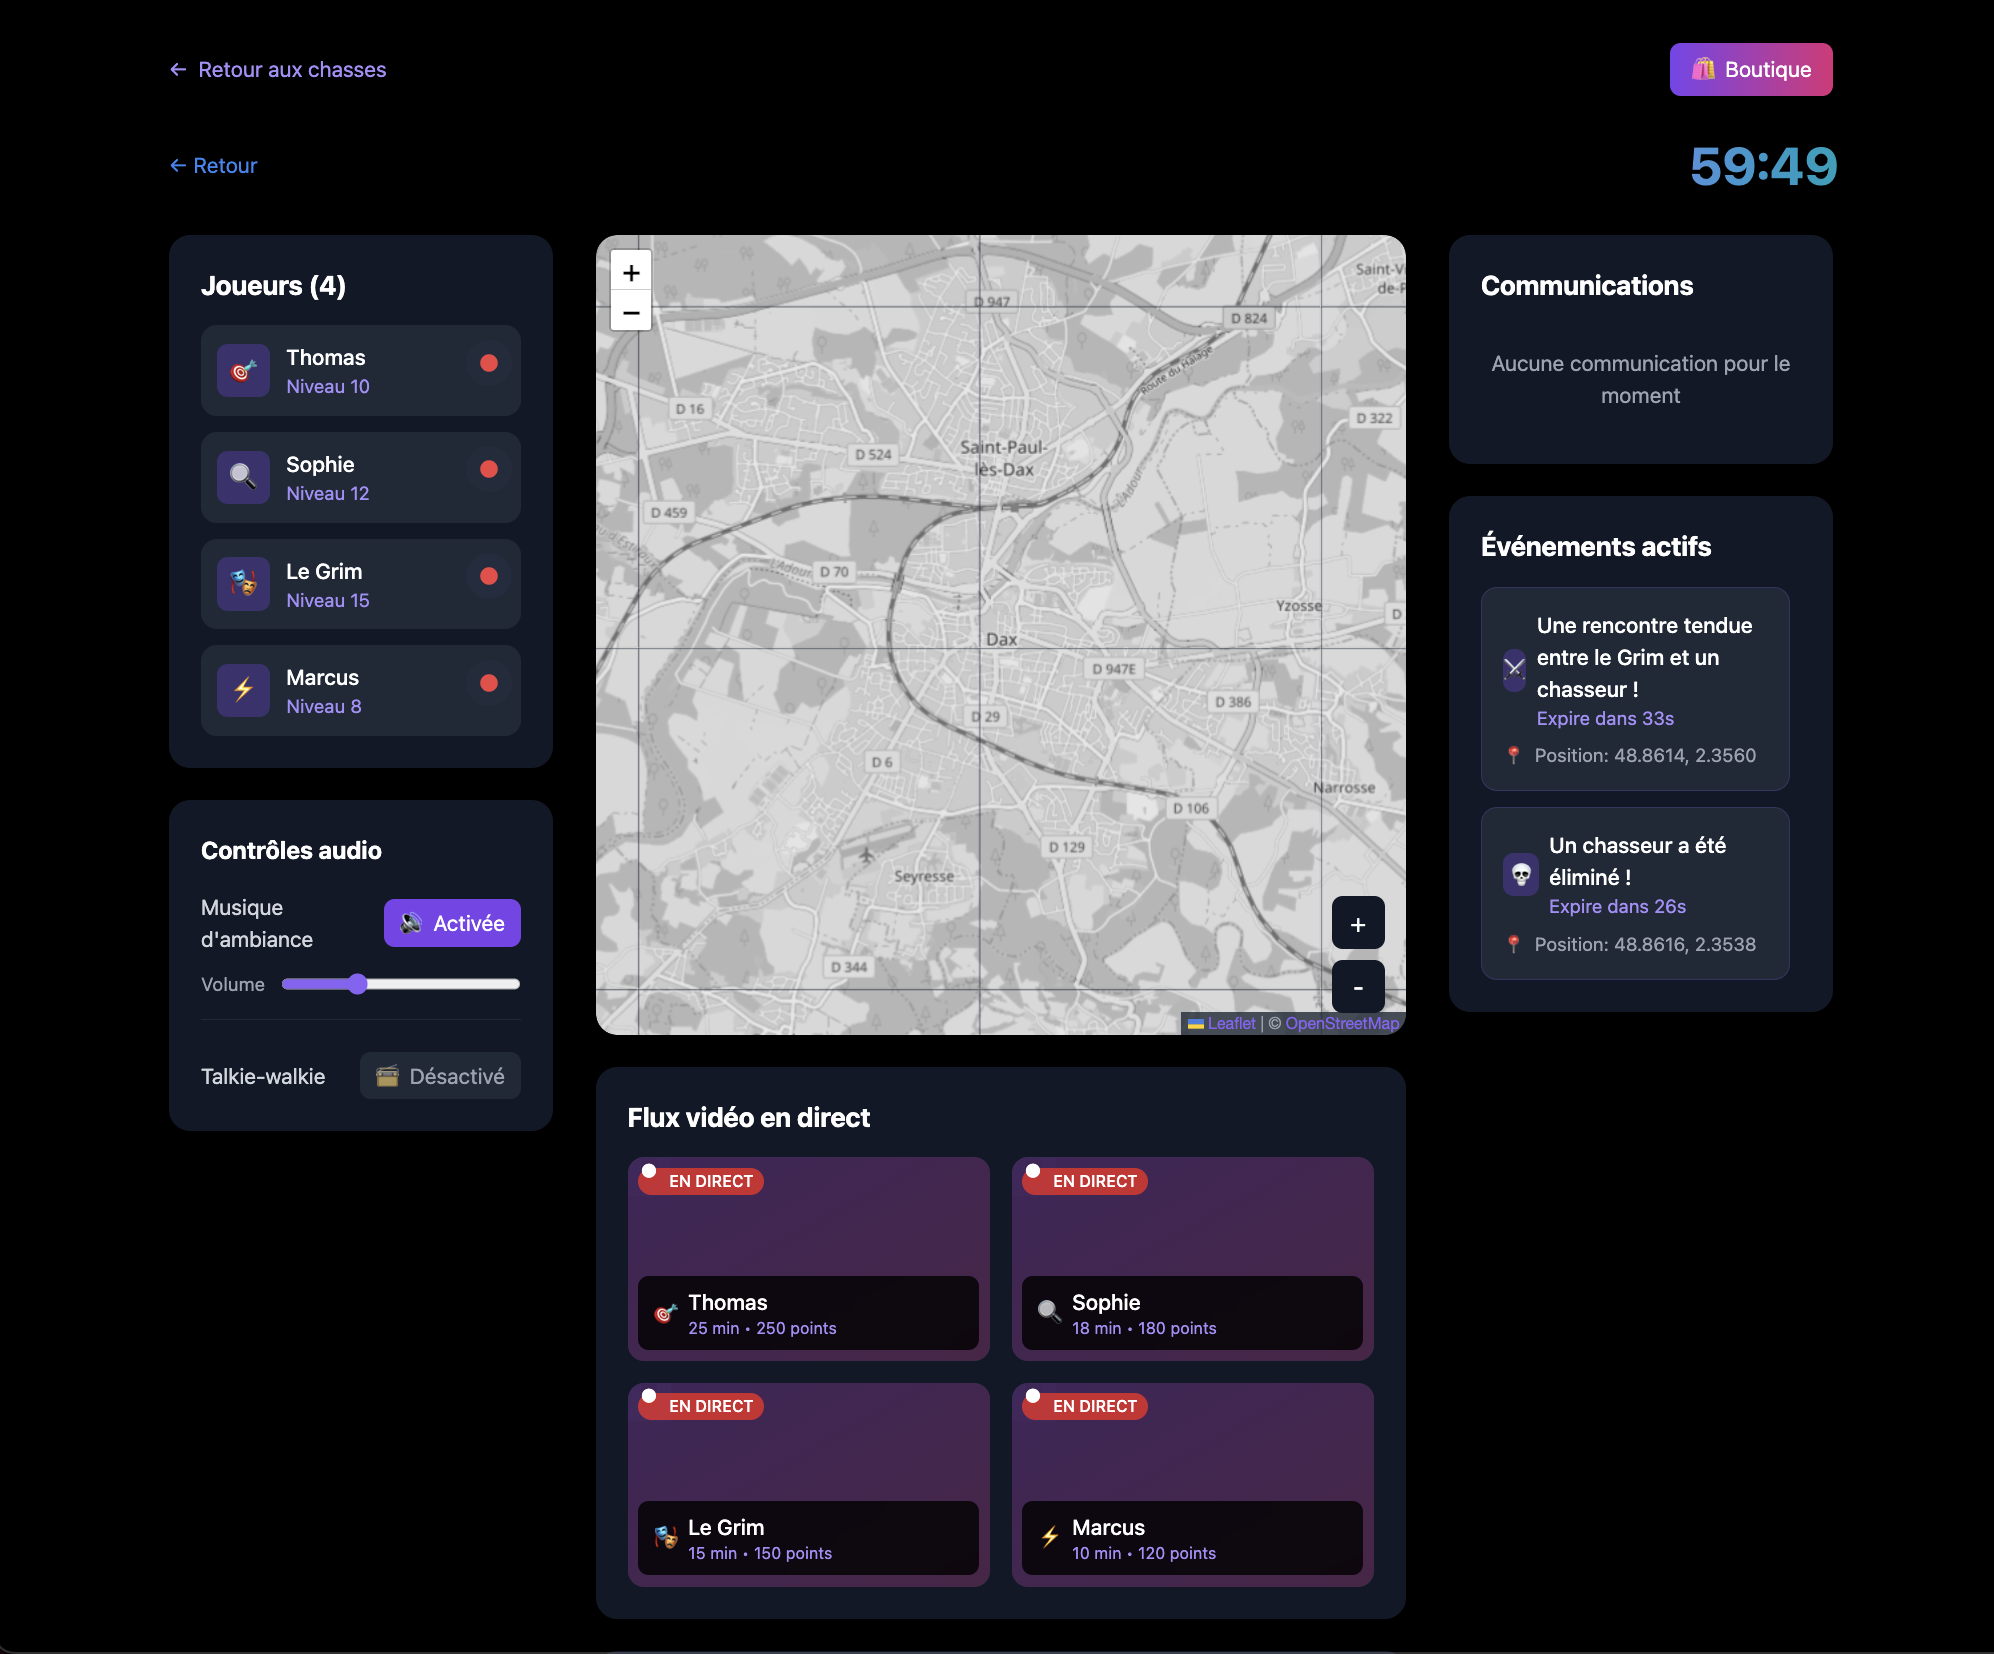 ← Retour aux chasses
Boutique
← Retour
59:49
Joueurs (4)
Thomas
Niveau 10
Sophie
Niveau 12
Le Grim
Niveau 15
Marcus
Niveau 8
Contrôles audio
Musique
d'ambiance
Activée
Volume
Talkie-walkie
Désactivé
+
−
D 947
D 824
Route du Halage
D 16
D 322
D 524
Saint-Paul-
lès-Dax
D 459
L'Adour
L'Adour
D 70
Yzosse
D
Dax
D 947E
D 386
D 29
D 6
Narrosse
D 106
D 129
Seyresse
D 344
+
-
Leaflet | © OpenStreetMap
Flux vidéo en direct
EN DIRECT
Thomas
25 min • 250 points
EN DIRECT
Sophie
18 min • 180 points
EN DIRECT
Le Grim
15 min • 150 points
EN DIRECT
Marcus
10 min • 120 points
Communications
Aucune communication pour le
moment
Événements actifs
Une rencontre tendue
entre le Grim et un
chasseur !
Expire dans 33s
Position: 48.8614, 2.3560
Un chasseur a été
éliminé !
Expire dans 26s
Position: 48.8616, 2.3538